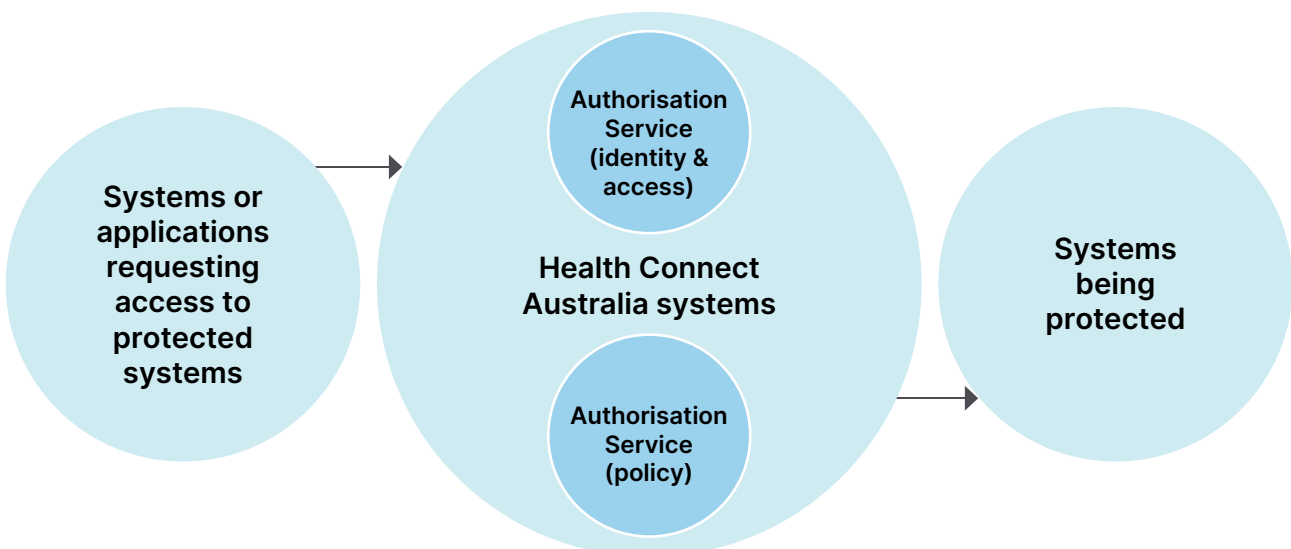 Systems or
applications
requesting
access to
protected
systems
Authorisation
Service
(identity &
access)
Health Connect
Australia systems
Authorisation
Service
(policy)
Systems
being
protected